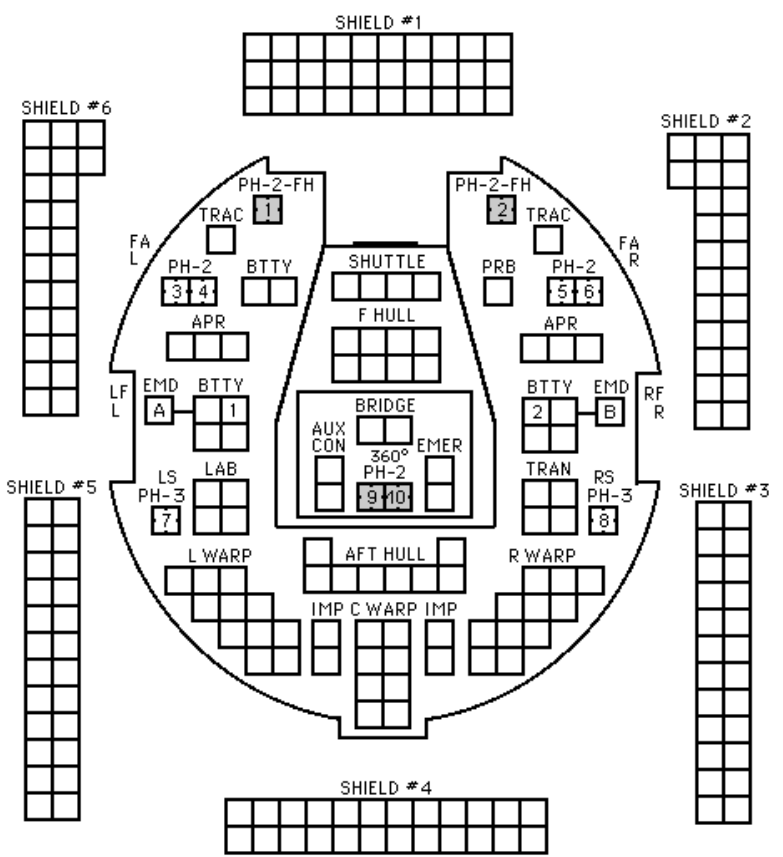 SHIELD #1
SHIELD #6
SHIELD #2
PH-2-FH
PH-2-FH
1
2
TRAC
TRAC
FA
L
FA
R
PH-2
BTTY
SHUTTLE
PRB
PH-2
3 4
5 6
F HULL
APR
APR
LF
L
EMD
BTTY
BRIDGE
BTTY
EMD
RF
R
A
1
2
B
AUX
CON
360°
PH-2
EMER
9 10
LS
PH-3
LAB
TRAN
RS
PH-3
7
8
SHIELD #5
SHIELD #3
L WARP
AFT HULL
R WARP
IMP C WARP IMP
SHIELD #4